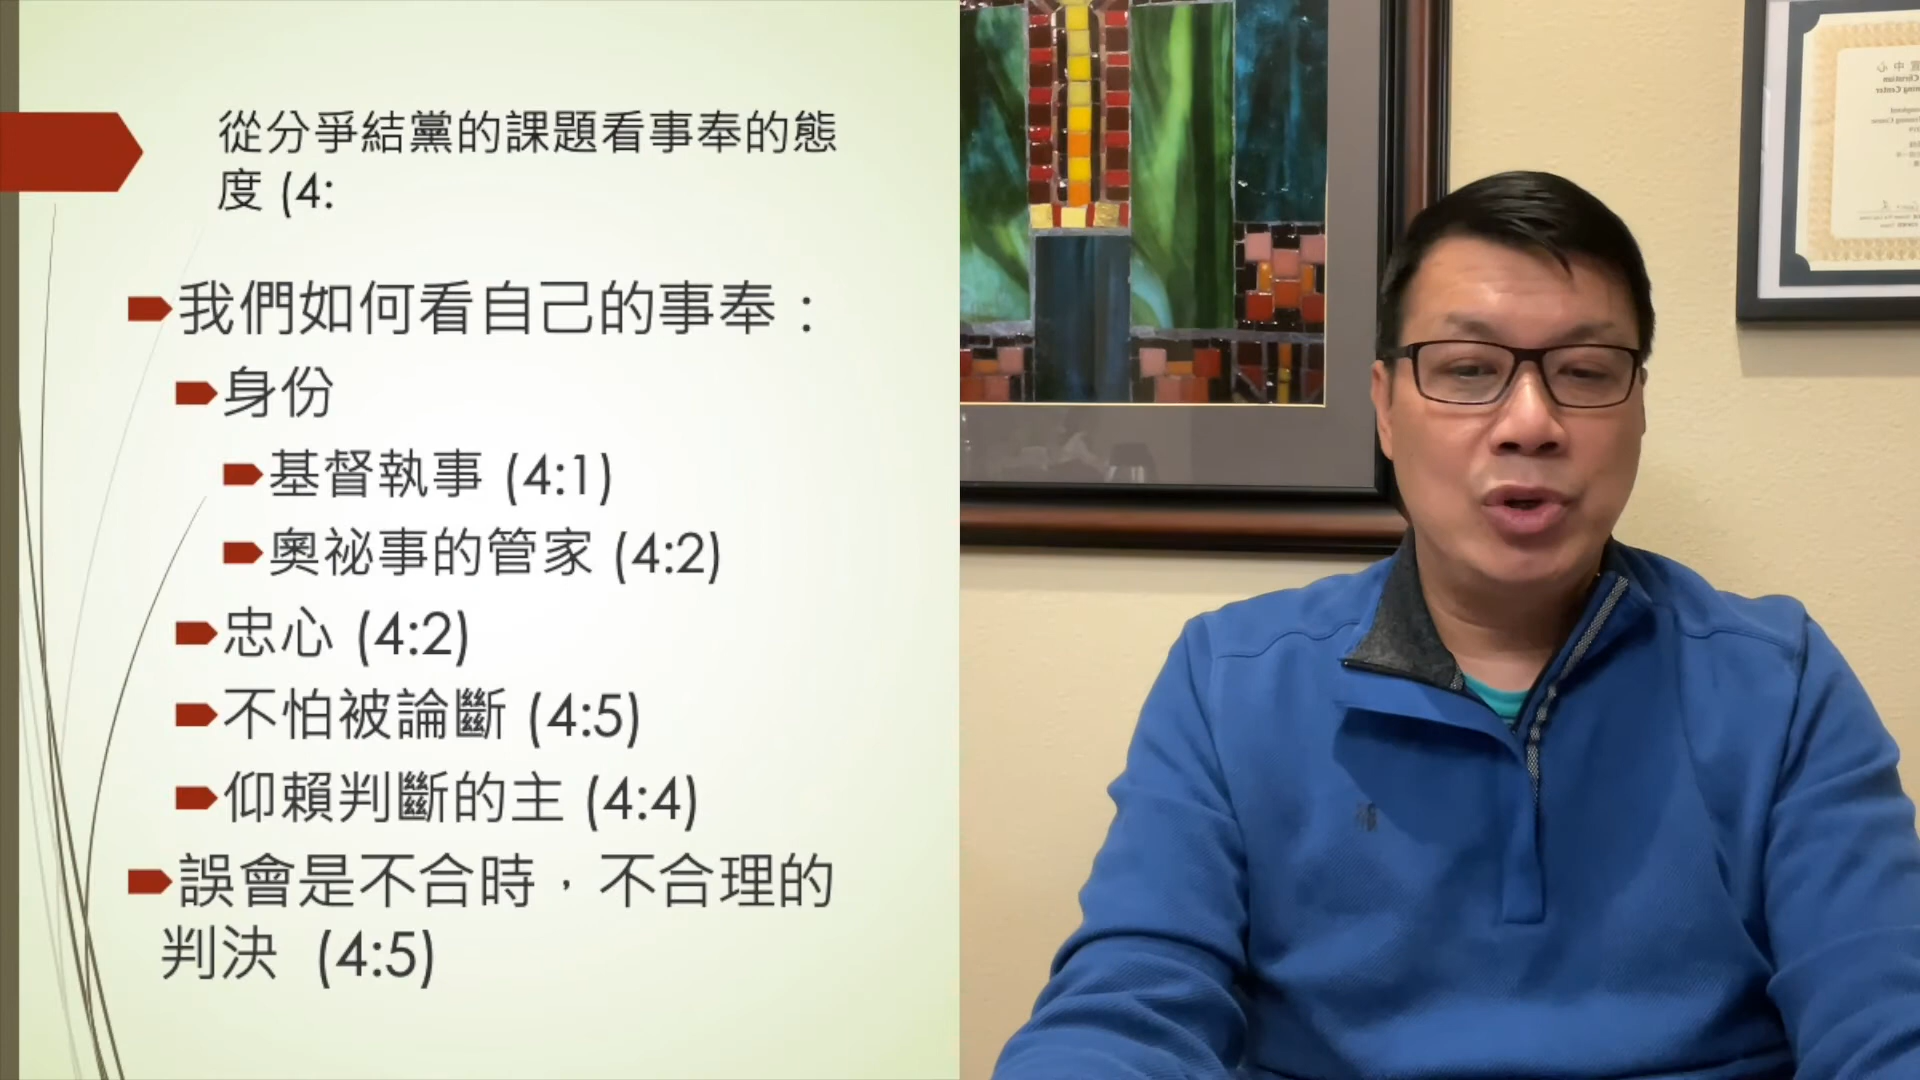 從分爭結黨的課題看事奉的態
度 (4:
我們如何看自己的事奉：
身份
基督執事 (4:1)
奧祕事的管家 (4:2)
忠心 (4:2)
不怕被論斷 (4:5)
仰賴判斷的主 (4:4)
誤會是不合時，不合理的
判決 (4:5)